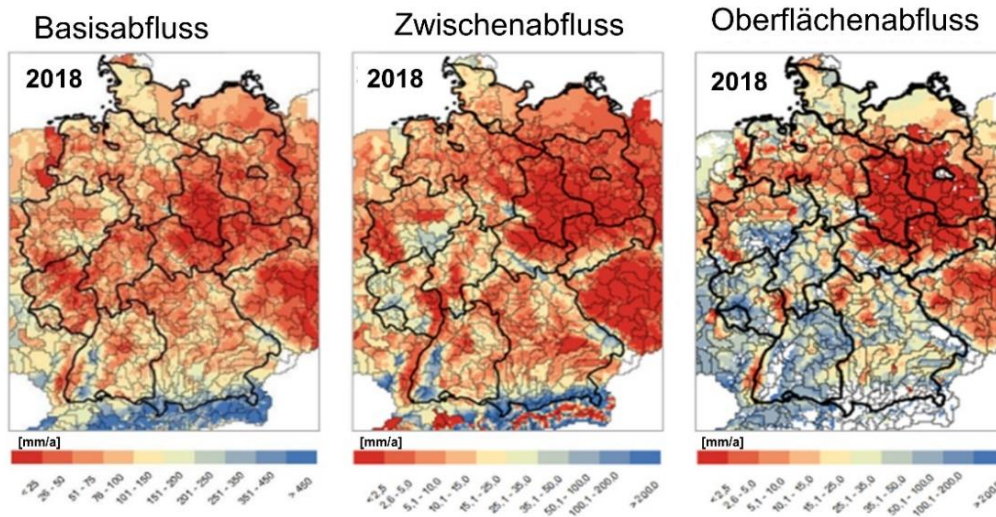 Basisabfluss
Zwischenabfluss
Oberflächenabfluss
2018
2018
2018
[mm/a]
[mm/a]
[mm/a]
< 25
26 - 50
51 - 75
76 - 100
101 - 150
151 - 200
201 - 250
251 - 350
351 - 450
> 450
<2,5
2,6 - 5,0
5,1 - 10,0
10,1 - 15,0
15,1 - 25,0
25,1 - 35,0
35,1 - 50,0
50,1 - 100,0
100,1 - 200,0
>200,0
<2,5
2,6 - 5,0
5,1 - 10,0
10,1 - 15,0
15,1 - 25,0
25,1 - 35,0
35,1 - 50,0
50,1 - 100,0
100,1 - 200,0
>200,0